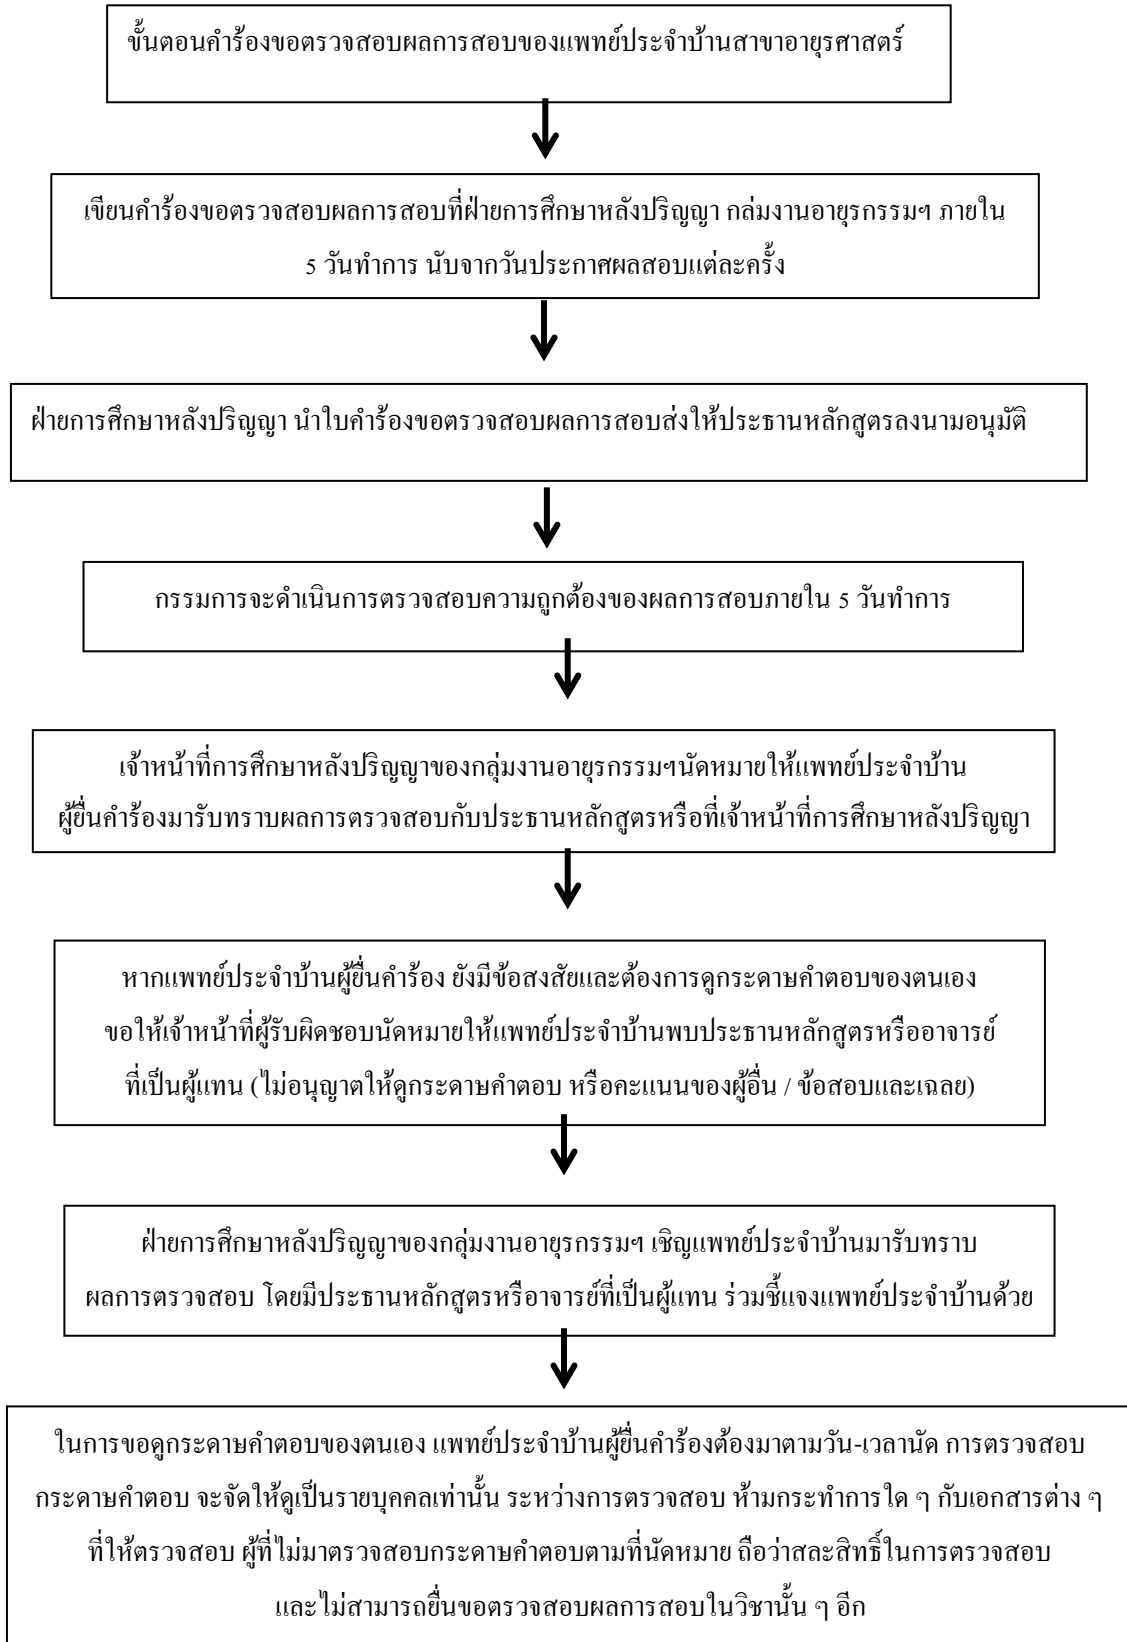 ขั้นตอนคำร้องขอตรวจสอบผลการสอบของแพทย์ประจำบ้านสาขาอายุรศาสตร์
เขียนคำร้องขอตรวจสอบผลการสอบที่ฝ่ายการศึกษาหลังปริญญา กล่มงานอายุรกรรมฯ ภายใน
5 วันทำการ นับจากวันประกาศผลสอบแต่ละครั้ง
ฝ่ายการศึกษาหลังปริญญา นำใบคำร้องขอตรวจสอบผลการสอบส่งให้ประธานหลักสูตรลงนามอนุมัติ
กรรมการจะดำเนินการตรวจสอบความถูกต้องของผลการสอบภายใน 5 วันทำการ
เจ้าหน้าที่การศึกษาหลังปริญญาของกลุ่มงานอายุรกรรมฯนัดหมายให้แพทย์ประจำบ้าน
ผู้ยื่นคำร้องมารับทราบผลการตรวจสอบกับประธานหลักสูตรหรือที่เจ้าหน้าที่การศึกษาหลังปริญญา
หากแพทย์ประจำบ้านผู้ยื่นคำร้อง ยังมีข้อสงสัยและต้องการดูกระดาษคำตอบของตนเอง
ขอให้เจ้าหน้าที่ผู้รับผิดชอบนัดหมายให้แพทย์ประจำบ้านพบประธานหลักสูตรหรืออาจารย์
ที่เป็นผู้แทน (ไม่อนุญาตให้ดูกระดาษคำตอบ หรือคะแนนของผู้อื่น / ข้อสอบและเฉลย)
ฝ่ายการศึกษาหลังปริญญาของกลุ่มงานอายุรกรรมฯ เชิญแพทย์ประจำบ้านมารับทราบ
ผลการตรวจสอบ โดยมีประธานหลักสูตรหรืออาจารย์ที่เป็นผู้แทน ร่วมชี้แจงแพทย์ประจำบ้านด้วย
ในการขอดูกระดาษคำตอบของตนเอง แพทย์ประจำบ้านผู้ยื่นคำร้องต้องมาตามวัน-เวลานัด การตรวจสอบ
กระดาษคำตอบ จะจัดให้ดูเป็นรายบุคคลเท่านั้น ระหว่างการตรวจสอบ ห้ามกระทำการใด ๆ กับเอกสารต่าง ๆ
ที่ให้ตรวจสอบ ผู้ที่ไม่มาตรวจสอบกระดาษคำตอบตามที่นัดหมาย ถือว่าสละสิทธิ์ในการตรวจสอบ
และไม่สามารถยื่นขอตรวจสอบผลการสอบในวิชานั้น ๆ อีก